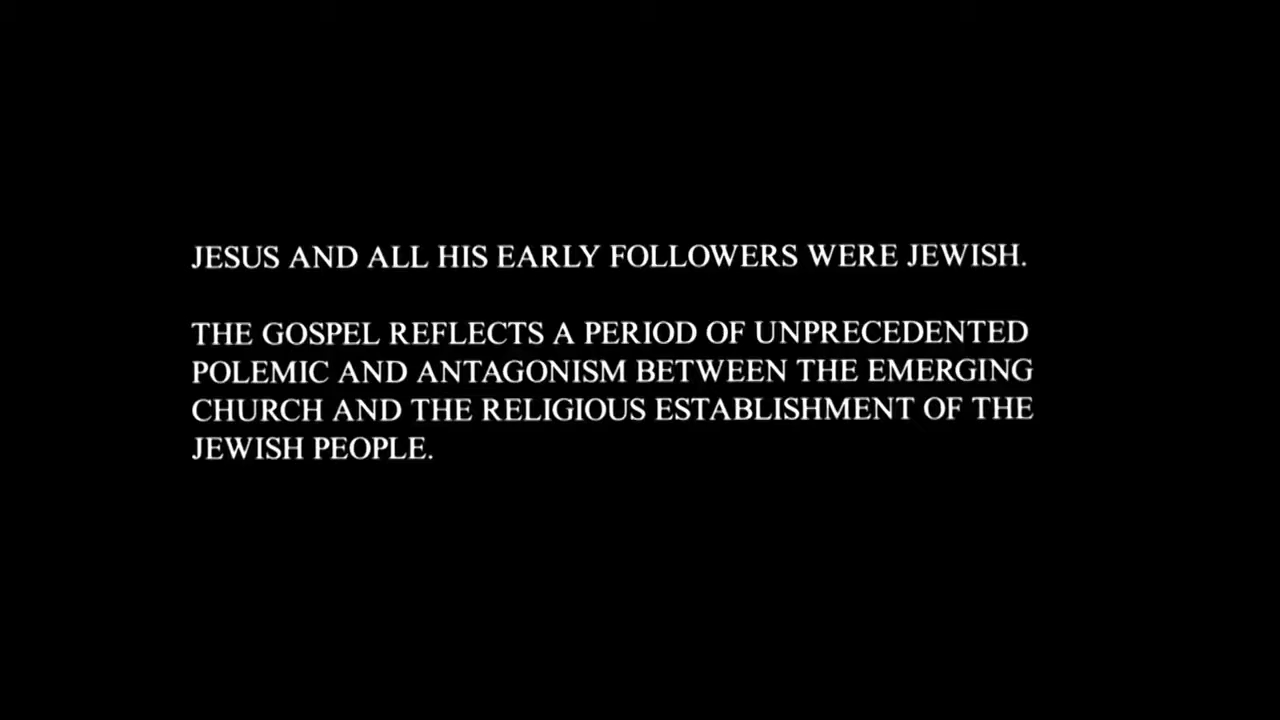 JESUS AND ALL HIS EARLY FOLLOWERS WERE JEWISH.
THE GOSPEL REFLECTS A PERIOD OF UNPRECEDENTED
POLEMIC AND ANTAGONISM BETWEEN THE EMERGING
CHURCH AND THE RELIGIOUS ESTABLISHMENT OF THE
JEWISH PEOPLE.